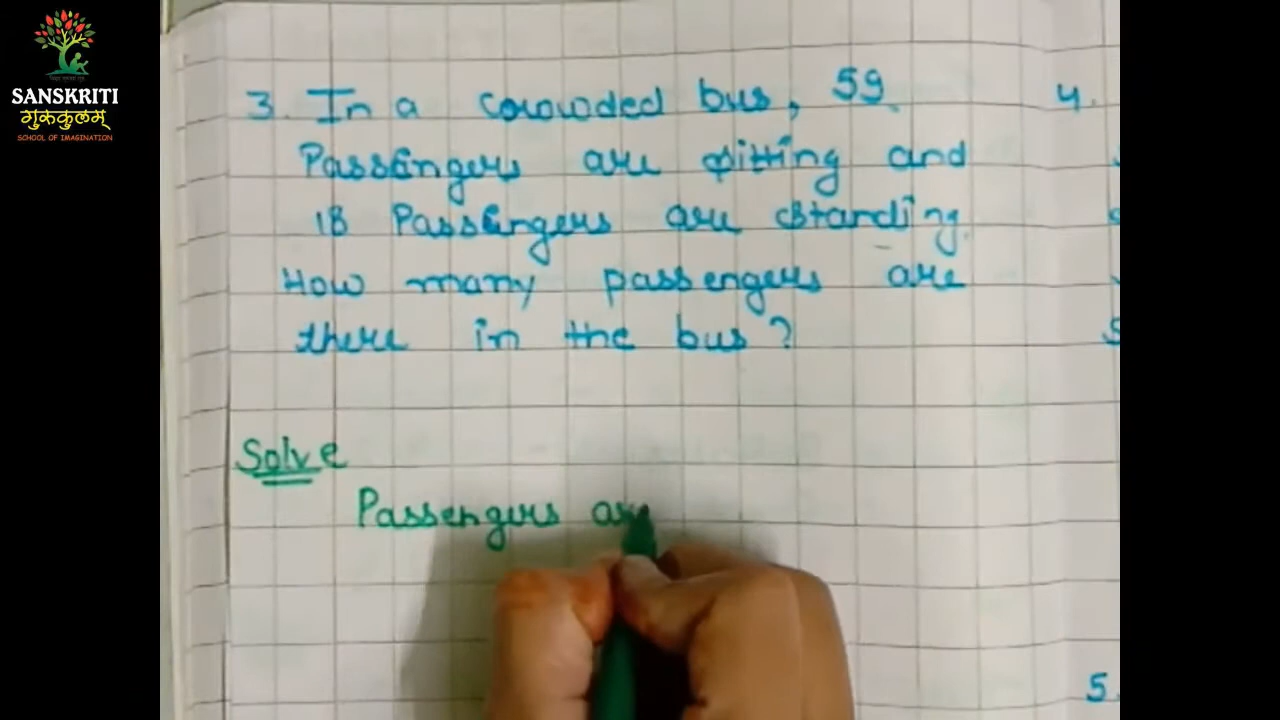 SANSKRITI
गुरुकुलम्
SCHOOL OF IMAGINATION
3. In a crowded bus, 59
Passengers are sitting and
18 Passengers are standing.
How many passengers are
there in the bus?
4.
Solve
Passengers are
5.